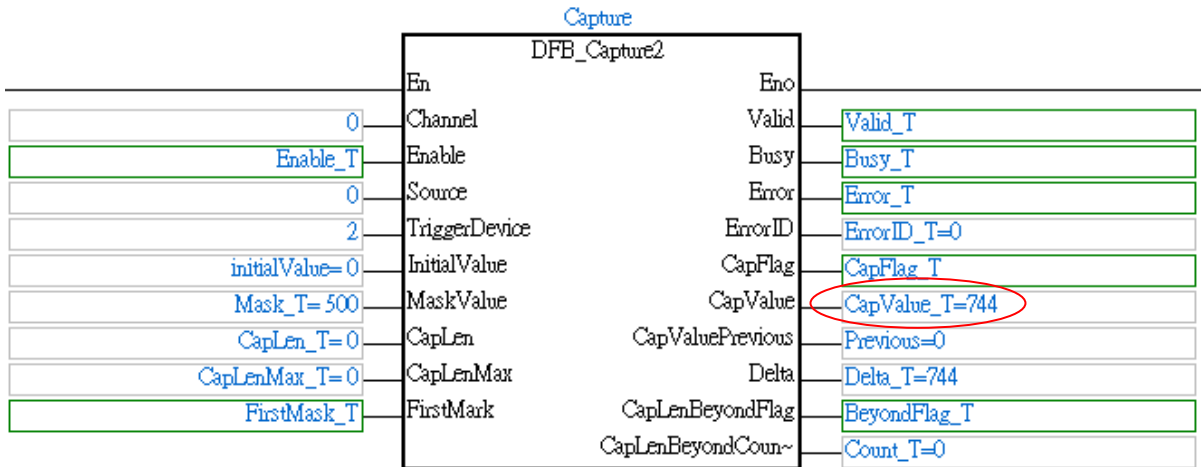 Capture
DFB_Capture2
En Eno
0 Channel Valid Valid_T
Enable_T Enable Busy Busy_T
0 Source Error Error_T
2 TriggerDevice ErrorID ErrorID_T=0
initialValue= 0 InitialValue CapFlag CapFlag_T
Mask_T= 500 MaskValue CapValue CapValue_T=744
CapLen_T= 0 CapLen CapValuePrevious Previous=0
CapLenMax_T= 0 CapLenMax Delta Delta_T=744
FirstMask_T FirstMark CapLenBeyondFlag BeyondFlag_T
CapLenBeyondCoun~ Count_T=0